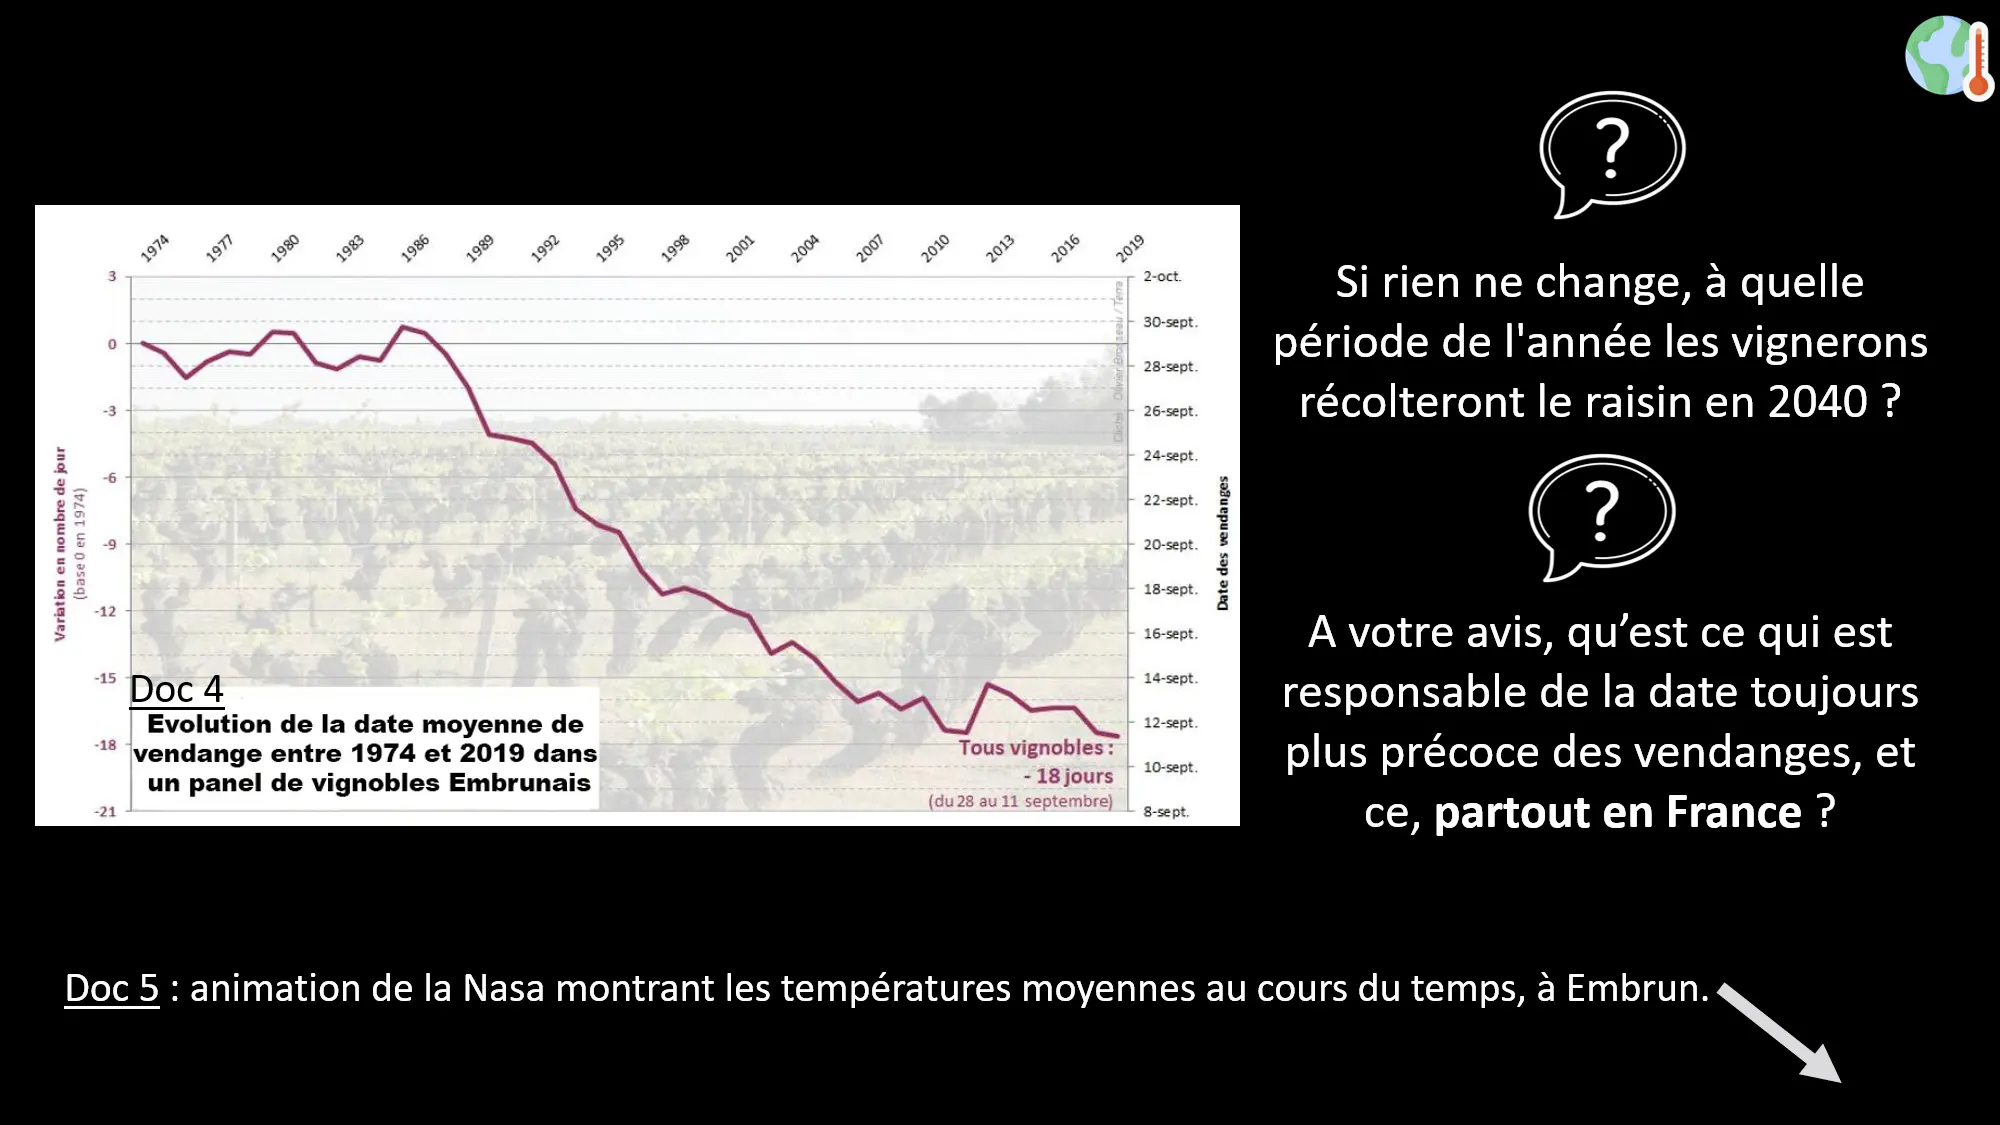 ?
Si rien ne change, à quelle
période de l'année les vignerons
récolteront le raisin en 2040 ?
?
A votre avis, qu’est ce qui est
responsable de la date toujours
plus précoce des vendanges, et
ce, partout en France ?
1974 1977 1980 1983 1986 1989 1992 1995 1998 2001 2004 2007 2010 2013 2016 2019
3
0
-3
-6
-9
-12
-15
-18
-21
Variation en nombre de jour
(base 0 en 1974)
2-oct.
30-sept.
28-sept.
26-sept.
24-sept.
22-sept.
20-sept.
18-sept.
16-sept.
14-sept.
12-sept.
10-sept.
8-sept.
Date des vendanges
Doc 4
Evolution de la date moyenne de
vendange entre 1974 et 2019 dans
un panel de vignobles Embrunais
Tous vignobles :
- 18 jours
(du 28 au 11 septembre)
Doc 5 : animation de la Nasa montrant les températures moyennes au cours du temps, à Embrun.